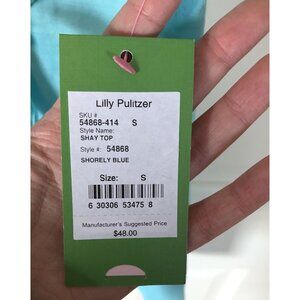 Lilly Pulitzer
SKU #
54868-414 S
Style Name:
SHAY TOP
Style #: 54868
SHORELY BLUE
Size: S
6 30306 53475 8
Manufacturer's Suggested Price
$48.00